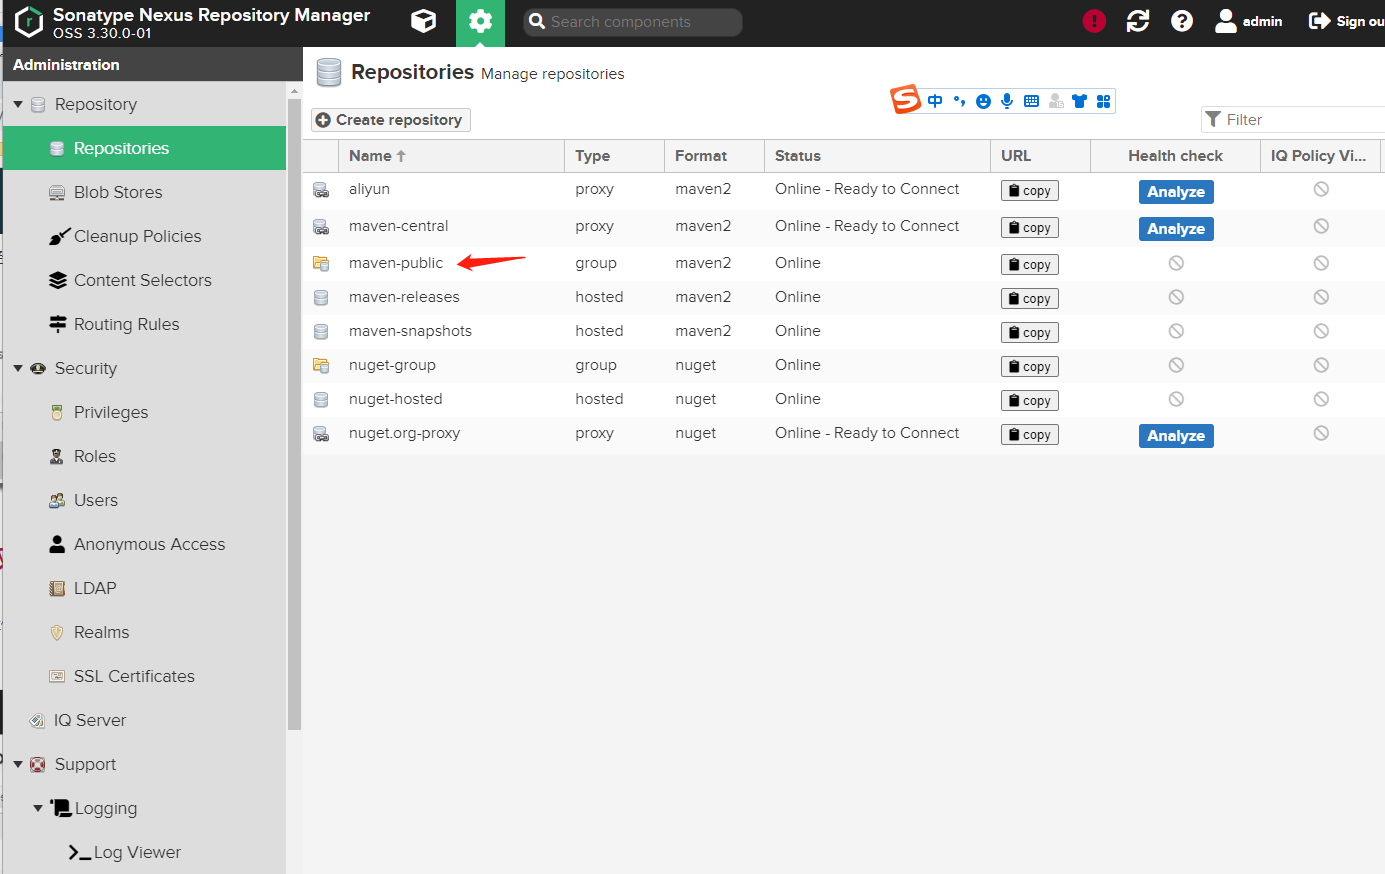 Sonatype Nexus Repository Manager
OSS 3.30.0-01
Search components
admin
Sign ou
Administration
Repository
Repositories
Blob Stores
Cleanup Policies
Content Selectors
Routing Rules
Security
Privileges
Roles
Users
Anonymous Access
LDAP
Realms
SSL Certificates
IQ Server
Support
Logging
Log Viewer
Repositories Manage repositories
中
Create repository
Filter
Name Type Format Status URL Health check IQ Policy Vi...
aliyun proxy maven2 Online - Ready to Connect copy Analyze
maven-central proxy maven2 Online - Ready to Connect copy Analyze
maven-public group maven2 Online copy
maven-releases hosted maven2 Online copy
maven-snapshots hosted maven2 Online copy
nuget-group group nuget Online copy
nuget-hosted hosted nuget Online copy
nuget.org-proxy proxy nuget Online - Ready to Connect copy Analyze